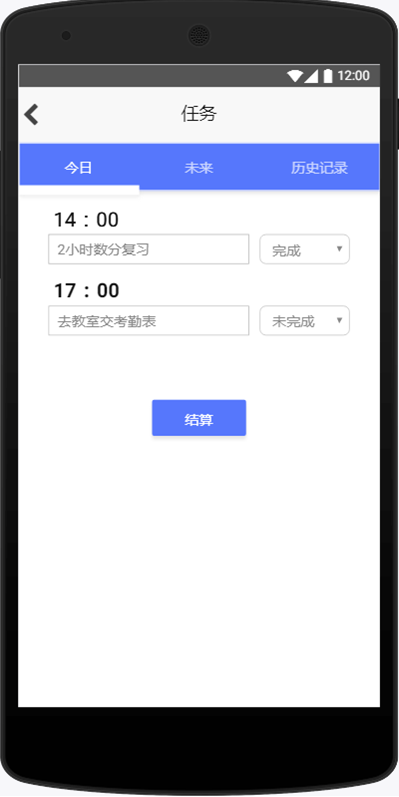 12:00
任务
今日 未来 历史记录
14：00
2小时数分复习 完成
17：00
去教室交考勤表 未完成
结算